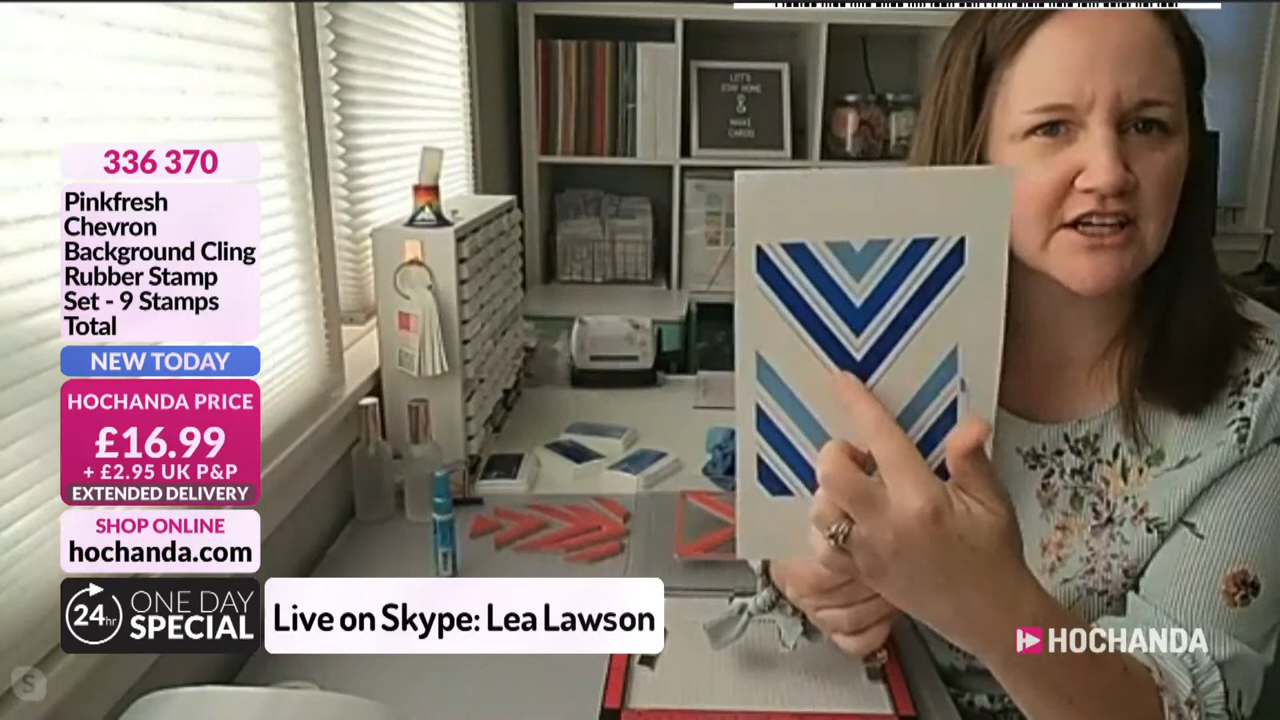 336 370
Pinkfresh
Chevron
Background Cling
Rubber Stamp
Set - 9 Stamps
Total
NEW TODAY
HOCHANDA PRICE
£16.99
+ £2.95 UK P&P
EXTENDED DELIVERY
SHOP ONLINE
hochanda.com
24hr
ONE DAY
SPECIAL
Live on Skype: Lea Lawson
LET'S
STAY HOME
&
MAKE
CARDS
HOCHANDA
S